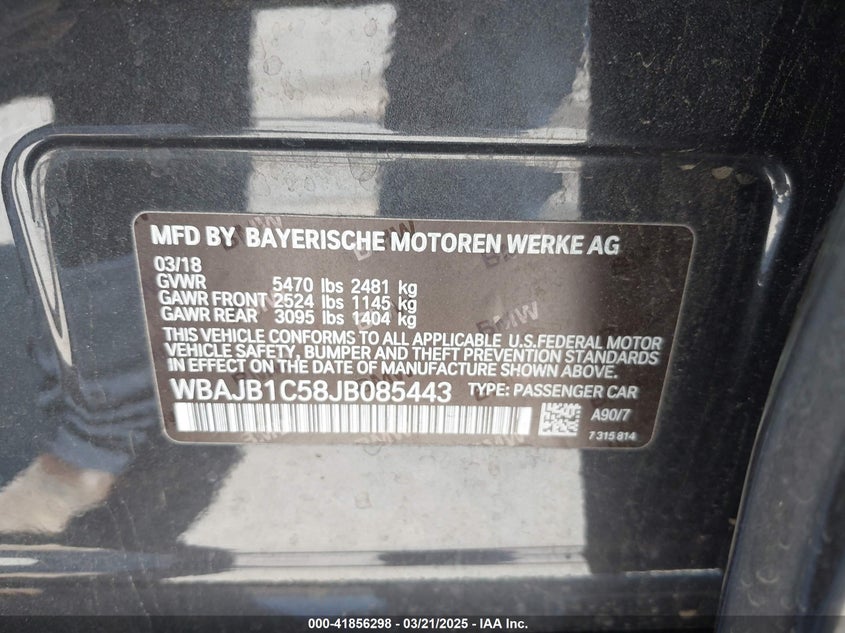 MFD BY BAYERISCHE MOTOREN WERKE AG
03/18
GVWR 5470 lbs 2481 kg
GAWR FRONT 2524 lbs 1145 kg
GAWR REAR 3095 lbs 1404 kg
THIS VEHICLE CONFORMS TO ALL APPLICABLE U.S.FEDERAL MOTOR
VEHICLE SAFETY, BUMPER AND THEFT PREVENTION STANDARDS
IN EFFECT ON THE DATE OF MANUFACTURE SHOWN ABOVE.
WBAJB1C58JB085443 TYPE: PASSENGER CAR
A90/7
7 315 814
000-41856298 - 03/21/2025 - IAA Inc.